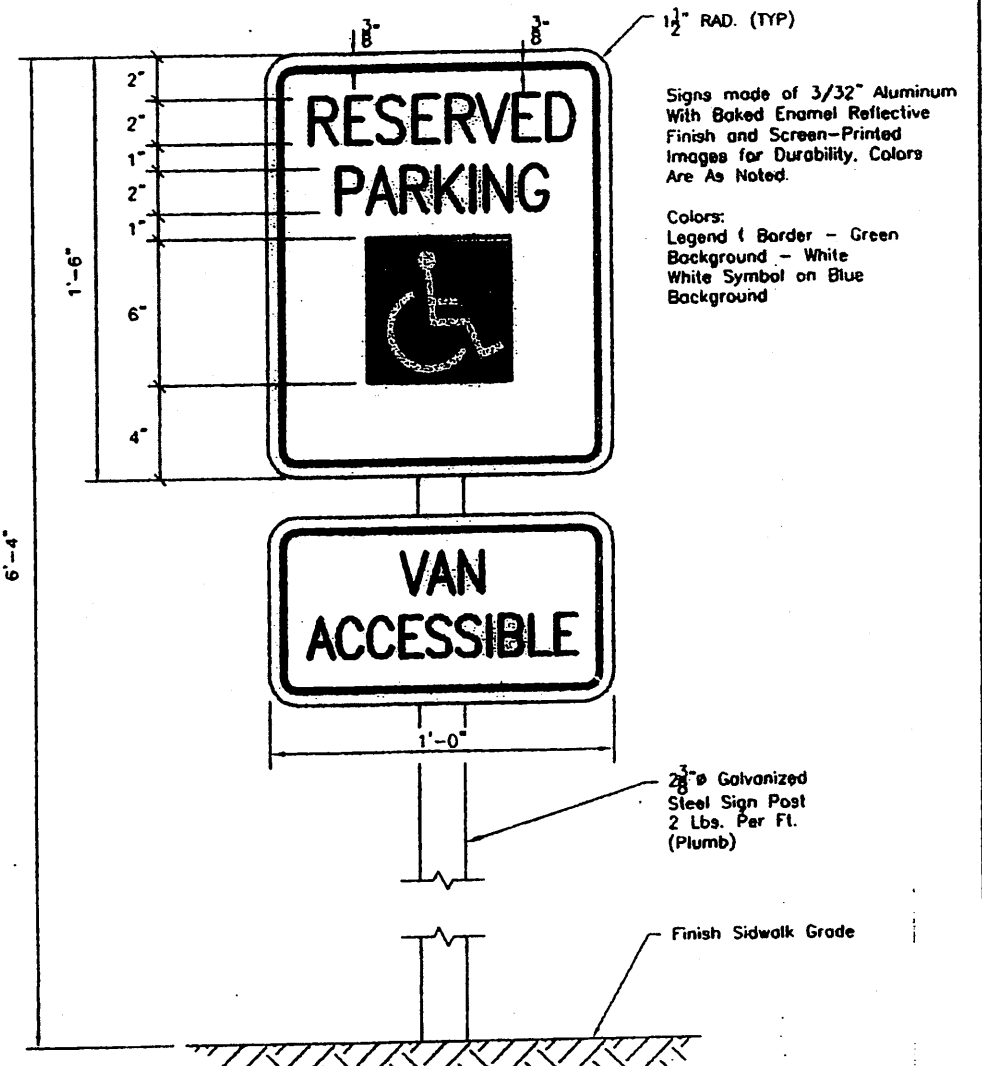 3/8"
3/8"
1 1/2" RAD. (TYP)
2"
2"
1"
2"
1"
6"
4"
1'-6"
6'-4"
RESERVED
PARKING
Signs made of 3/32" Aluminum
With Baked Enamel Reflective
Finish and Screen-Printed
Images for Durability. Colors
Are As Noted.
Colors:
Legend & Border - Green
Background - White
White Symbol on Blue
Background
VAN
ACCESSIBLE
1'-0"
2 3/8"ø Galvanized
Steel Sign Post
2 Lbs. Per Ft.
(Plumb)
Finish Sidwalk Grade